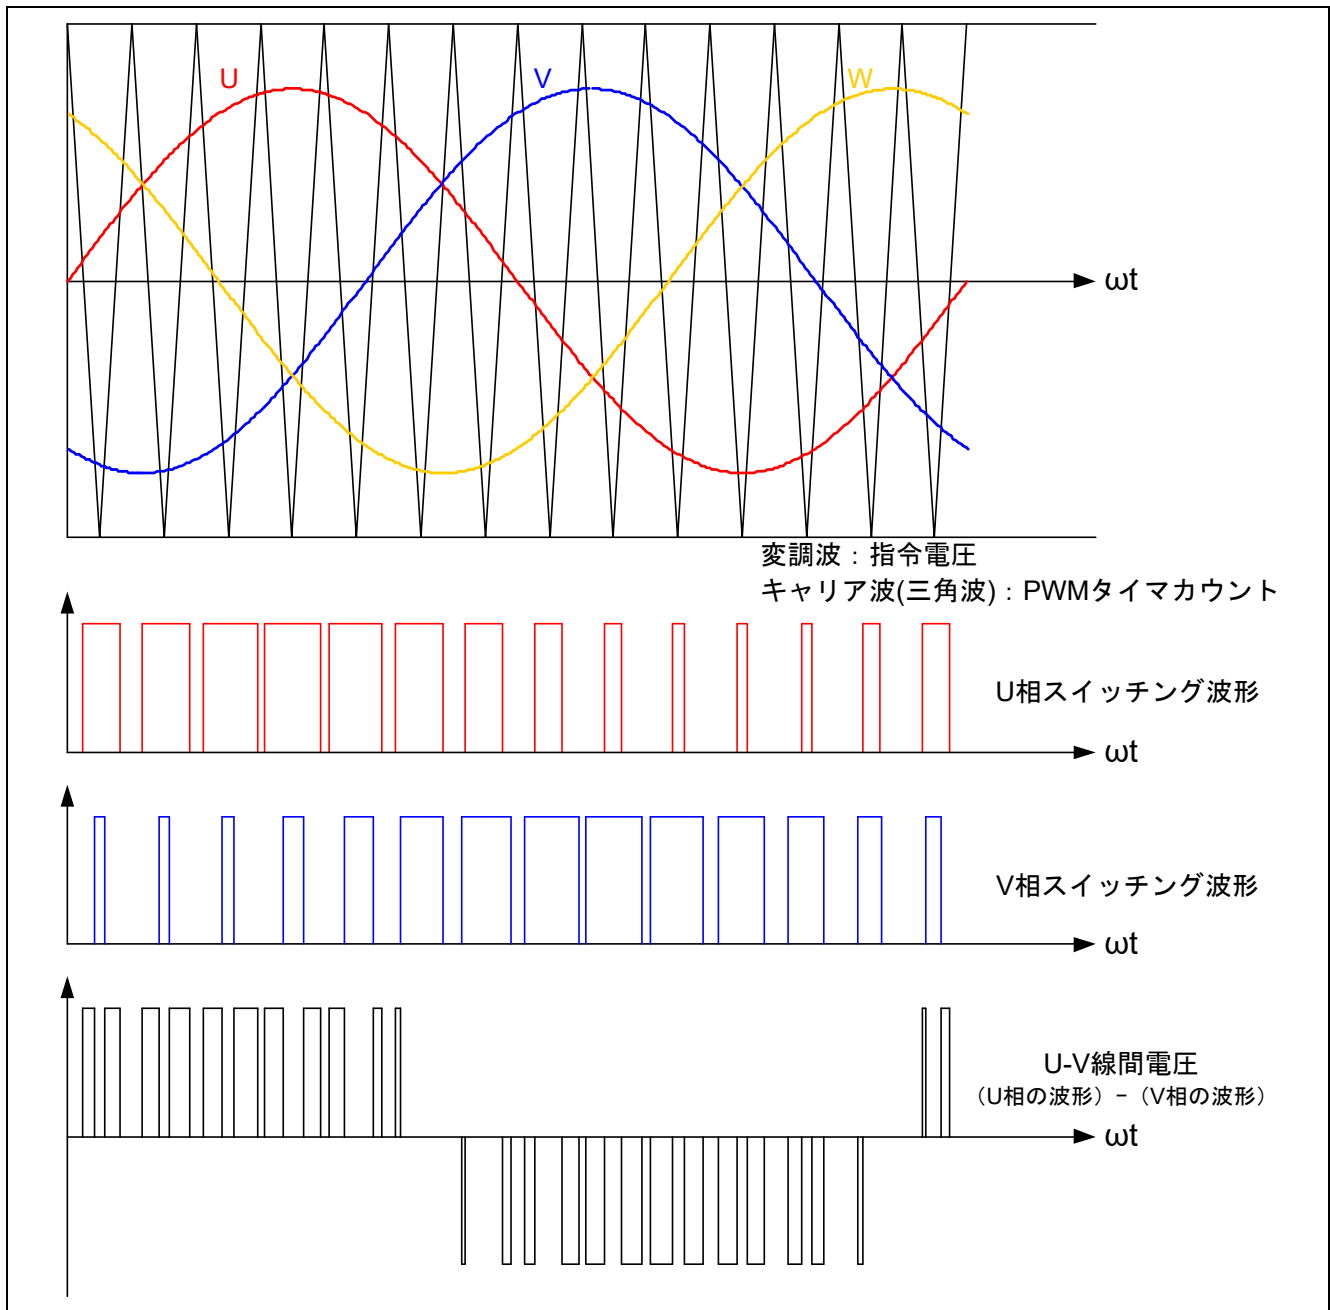 U
V
W
ωt
変調波：指令電圧
キャリア波(三角波)：PWMタイマカウント
U相スイッチング波形
ωt
V相スイッチング波形
ωt
U-V線間電圧
（U相の波形）-（V相の波形）
ωt